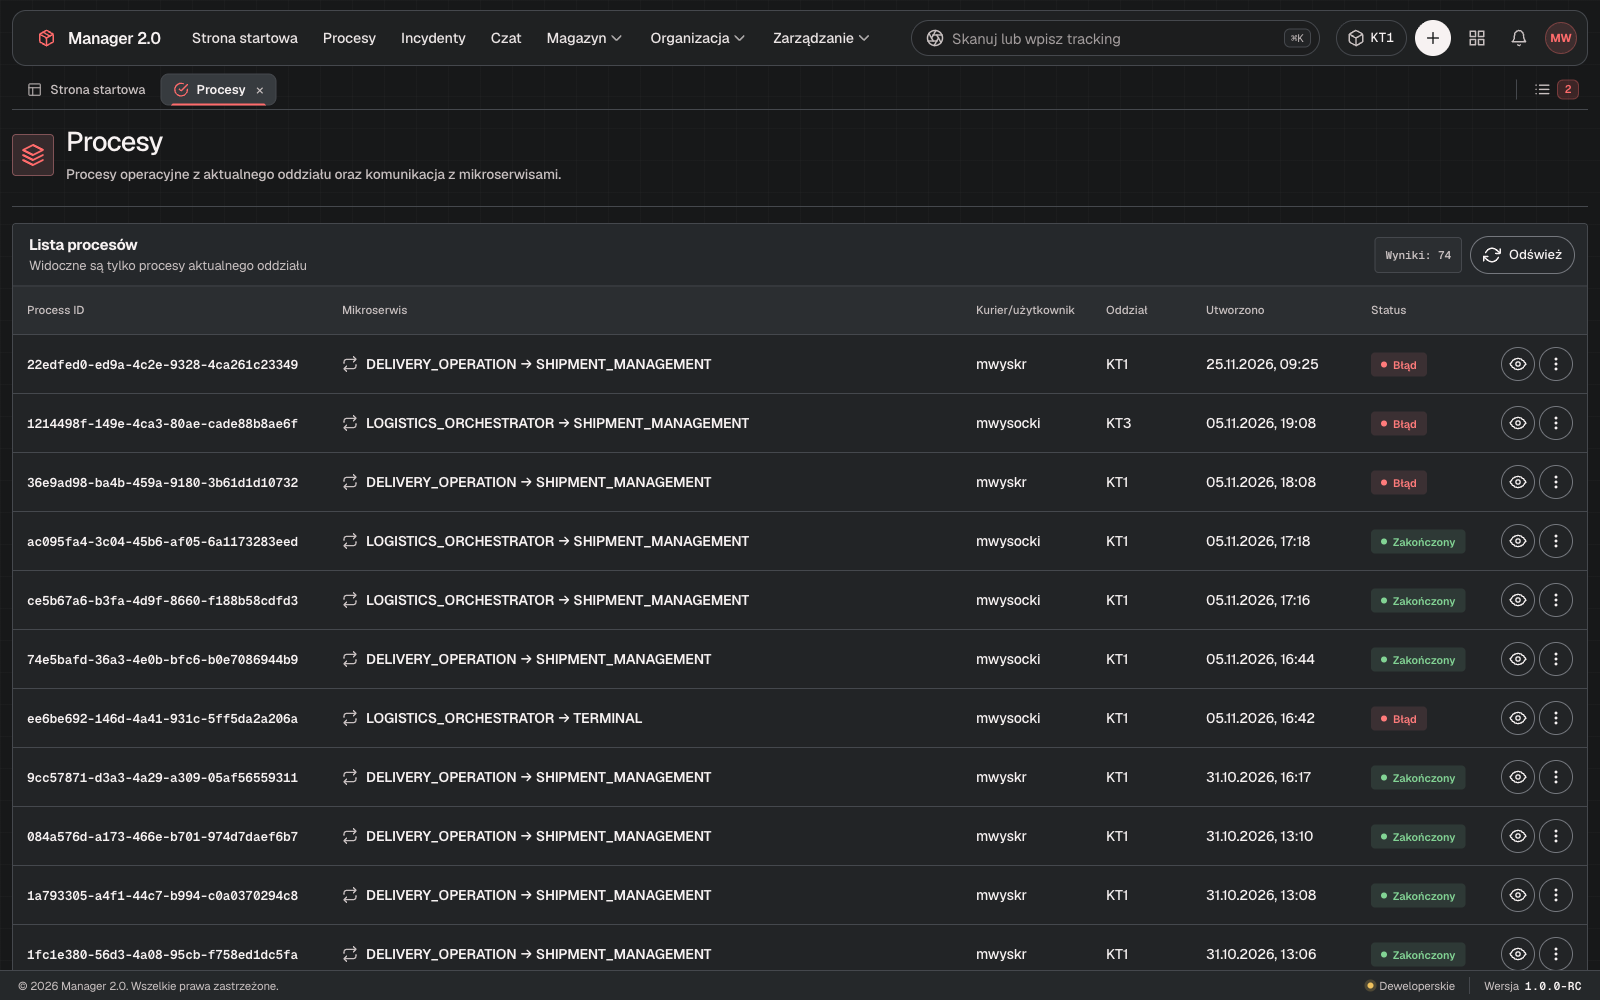 Manager 2.0 Strona startowa Procesy Incydenty Czat Magazyn Organizacja Zarządzanie Skanuj lub wpisz tracking ⌘K KT1 MW
Strona startowa Procesy × 2
Procesy
Procesy operacyjne z aktualnego oddziału oraz komunikacja z mikroserwisami.
Lista procesów
Widoczne są tylko procesy aktualnego oddziału
Wyniki: 74 Odśwież
Process ID Mikroserwis Kurier/użytkownik Oddział Utworzono Status
22edfed0-ed9a-4c2e-9328-4ca261c23349 DELIVERY_OPERATION → SHIPMENT_MANAGEMENT mwyskr KT1 25.11.2026, 09:25 Błąd
1214498f-149e-4ca3-80ae-cade88b8ae6f LOGISTICS_ORCHESTRATOR → SHIPMENT_MANAGEMENT mwysocki KT3 05.11.2026, 19:08 Błąd
36e9ad98-ba4b-459a-9180-3b61d1d10732 DELIVERY_OPERATION → SHIPMENT_MANAGEMENT mwyskr KT1 05.11.2026, 18:08 Błąd
ac095fa4-3c04-45b6-af05-6a1173283eed LOGISTICS_ORCHESTRATOR → SHIPMENT_MANAGEMENT mwysocki KT1 05.11.2026, 17:18 Zakończony
ce5b67a6-b3fa-4d9f-8660-f188b58cdfd3 LOGISTICS_ORCHESTRATOR → SHIPMENT_MANAGEMENT mwysocki KT1 05.11.2026, 17:16 Zakończony
74e5bafd-36a3-4e0b-bfc6-b0e7086944b9 DELIVERY_OPERATION → SHIPMENT_MANAGEMENT mwysocki KT1 05.11.2026, 16:44 Zakończony
ee6be692-146d-4a41-931c-5ff5da2a206a LOGISTICS_ORCHESTRATOR → TERMINAL mwysocki KT1 05.11.2026, 16:42 Błąd
9cc57871-d3a3-4a29-a309-05af56559311 DELIVERY_OPERATION → SHIPMENT_MANAGEMENT mwyskr KT1 31.10.2026, 16:17 Zakończony
084a576d-a173-466e-b701-974d7daef6b7 DELIVERY_OPERATION → SHIPMENT_MANAGEMENT mwyskr KT1 31.10.2026, 13:10 Zakończony
1a793305-a4f1-44c7-b994-c0a0370294c8 DELIVERY_OPERATION → SHIPMENT_MANAGEMENT mwyskr KT1 31.10.2026, 13:08 Zakończony
1fc1e380-56d3-4a08-95cb-f758ed1dc5fa DELIVERY_OPERATION → SHIPMENT_MANAGEMENT mwyskr KT1 31.10.2026, 13:06 Zakończony
© 2026 Manager 2.0. Wszelkie prawa zastrzeżone. Deweloperskie Wersja 1.0.0-RC